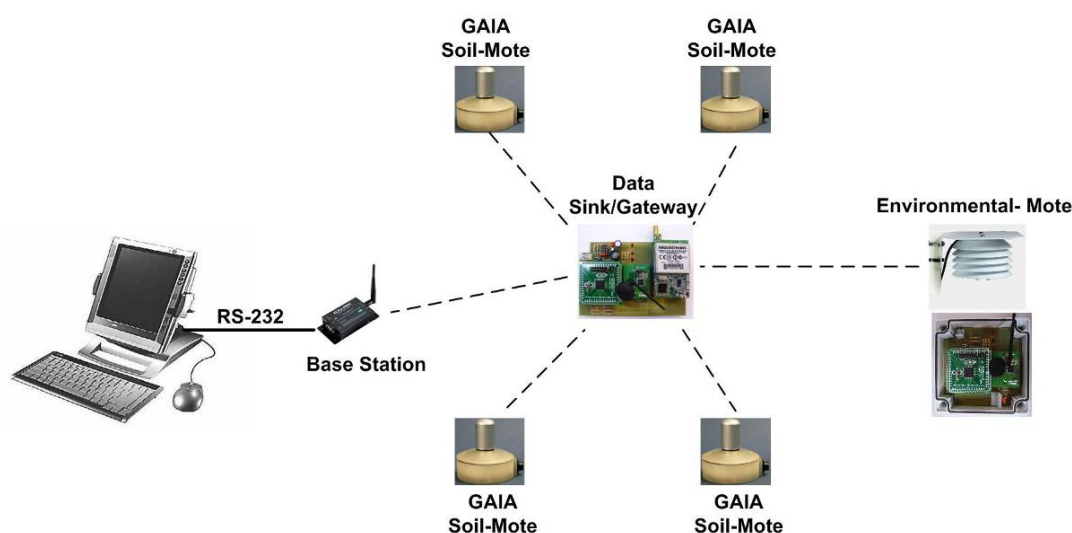 GAIA
Soil-Mote
GAIA
Soil-Mote
Data
Sink/Gateway
Environmental- Mote
RS-232
Base Station
GAIA
Soil-Mote
GAIA
Soil-Mote